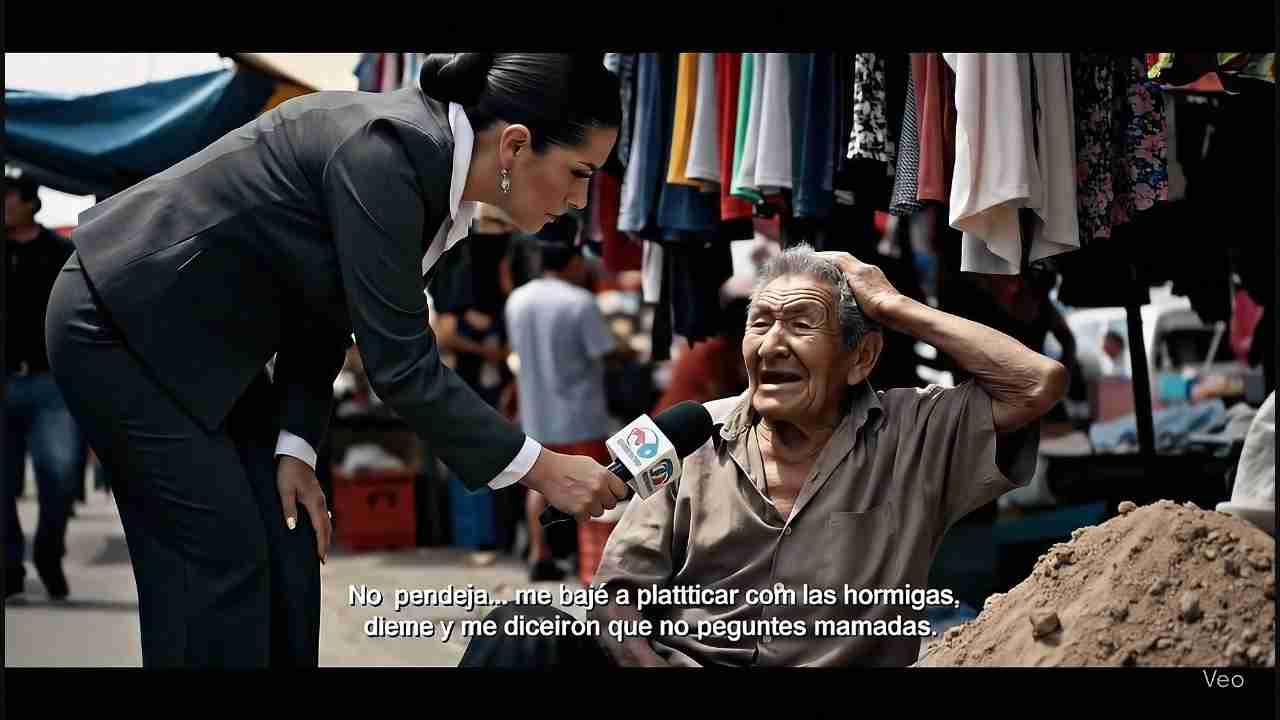 No pendeja... me bajé a plattticar com las hormigas,
dieme y me diceiron que no peguntes mamadas.
Veo